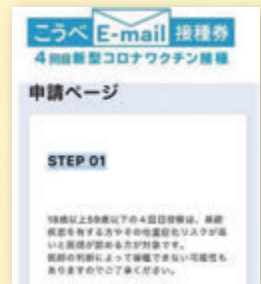 こうべ E-mail 接種券
4回目新型コロナワクチン接種
申請ページ
STEP 01
18歳以上59歳以下の4回目接種は、基礎
疾患を有する方やその他重症化リスクが高
いと医師が認める方が対象です。
医師の判断によって接種できない可能性も
ありますのでご了承ください。